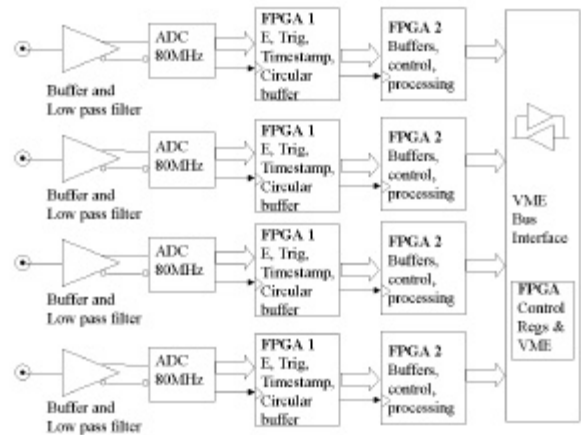 FPGA 1
E, Trig,
Timestamp,
Circular
buffer
FPGA 2
Buffers,
control,
processing
ADC
80MHz
Buffer and
Low pass filter
FPGA 1
E, Trig,
Timestamp,
Circular
buffer
FPGA 2
Buffers,
control,
processing
ADC
80MHz
Buffer and
Low pass filter
FPGA 1
E, Trig,
Timestamp,
Circular
buffer
FPGA 2
Buffers,
control,
processing
ADC
80MHz
Buffer and
Low pass filter
FPGA 1
E, Trig,
Timestamp,
Circular
buffer
FPGA 2
Buffers,
control,
processing
ADC
80MHz
Buffer and
Low pass filter
VME
Bus
Interface
FPGA
Control
Regs &
VME